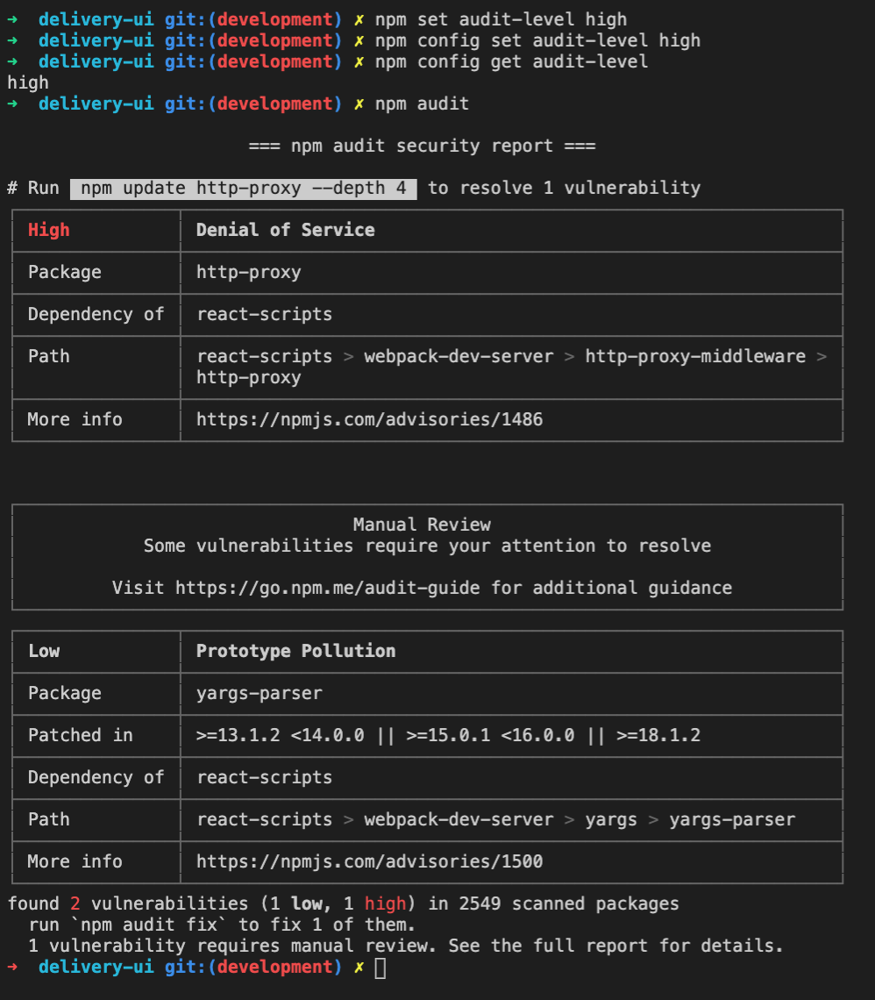 ➜ delivery-ui git:(development) ✗ npm set audit-level high
➜ delivery-ui git:(development) ✗ npm config set audit-level high
➜ delivery-ui git:(development) ✗ npm config get audit-level
high
➜ delivery-ui git:(development) ✗ npm audit
=== npm audit security report ===
# Run npm update http-proxy --depth 4 to resolve 1 vulnerability
High Denial of Service
Package http-proxy
Dependency of react-scripts
Path react-scripts > webpack-dev-server > http-proxy-middleware >
http-proxy
More info https://npmjs.com/advisories/1486
Manual Review
Some vulnerabilities require your attention to resolve
Visit https://go.npm.me/audit-guide for additional guidance
Low Prototype Pollution
Package yargs-parser
Patched in >=13.1.2 <14.0.0 || >=15.0.1 <16.0.0 || >=18.1.2
Dependency of react-scripts
Path react-scripts > webpack-dev-server > yargs > yargs-parser
More info https://npmjs.com/advisories/1500
found 2 vulnerabilities (1 low, 1 high) in 2549 scanned packages
run `npm audit fix` to fix 1 of them.
1 vulnerability requires manual review. See the full report for details.
➜ delivery-ui git:(development) ✗